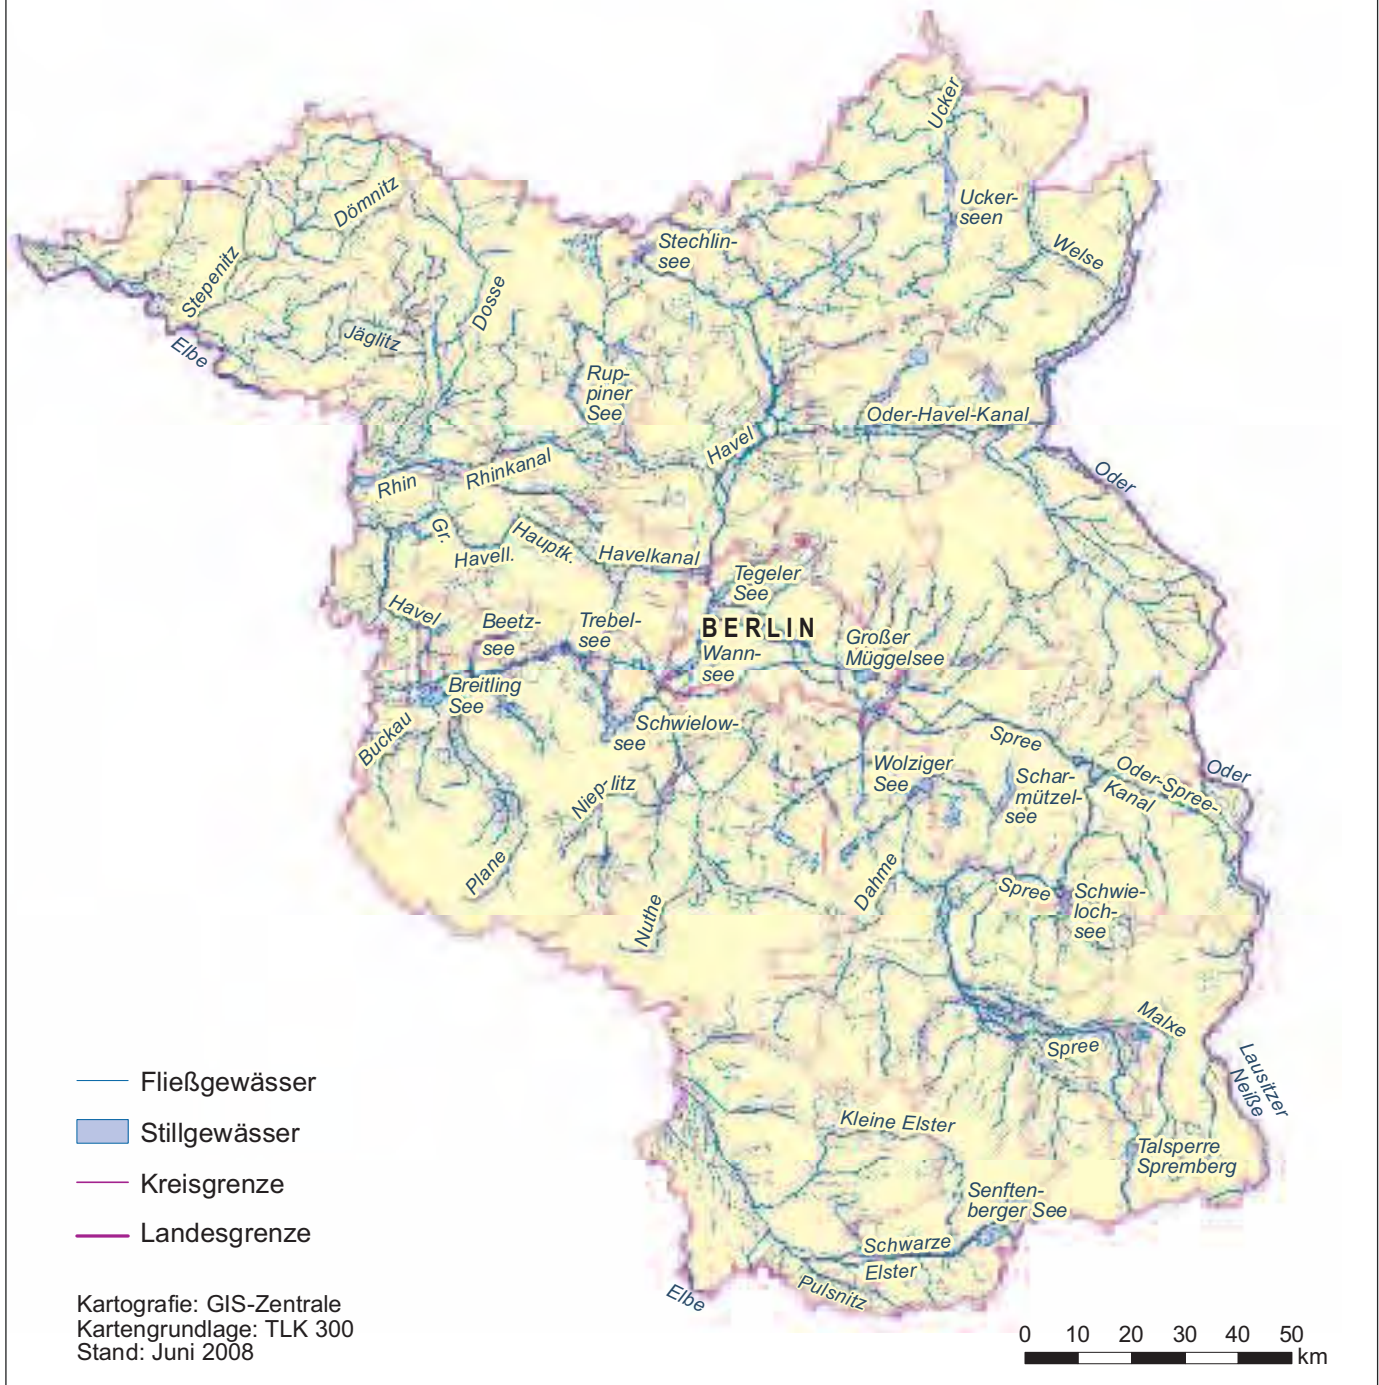 Ucker
Ucker-
seen
Welse
Dömnitz
Stepenitz
Stechlin-
see
Dosse
Jäglitz
Elbe
Rup-
piner
See
Oder-Havel-Kanal
Havel
Oder
Rhin
Rhinkanal
Gr.
Havell.
Hauptk.
Havelkanal
Tegeler
See
Havel
Beetz-
see
Trebel-
see
BERLIN
Wann-
see
Großer
Müggelsee
Breitling
See
Buckau
Schwielow-
see
Spree
Wolziger
See
Schar-
mützel-
see
Oder-Spree-
Kanal
Oder
Niep-litz
Plane
Nuthe
Dahme
Spree
Schwie-
loch-
see
Malxe
Spree
Lausitzer
Neiße
Kleine Elster
Talsperre
Spremberg
Senften-
berger See
Schwarze
Elster
Pulsnitz
Elbe
Fließgewässer
Stillgewässer
Kreisgrenze
Landesgrenze
Kartografie: GIS-Zentrale
Kartengrundlage: TLK 300
Stand: Juni 2008
0 10 20 30 40 50
km